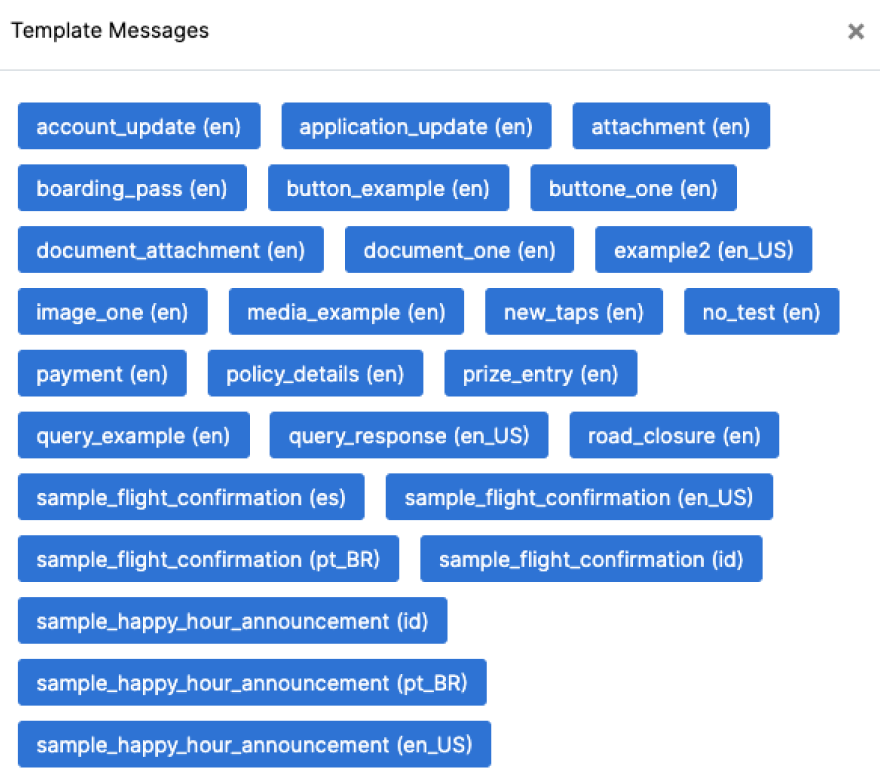 Template Messages ×
account_update (en) application_update (en) attachment (en)
boarding_pass (en) button_example (en) buttone_one (en)
document_attachment (en) document_one (en) example2 (en_US)
image_one (en) media_example (en) new_taps (en) no_test (en)
payment (en) policy_details (en) prize_entry (en)
query_example (en) query_response (en_US) road_closure (en)
sample_flight_confirmation (es) sample_flight_confirmation (en_US)
sample_flight_confirmation (pt_BR) sample_flight_confirmation (id)
sample_happy_hour_announcement (id)
sample_happy_hour_announcement (pt_BR)
sample_happy_hour_announcement (en_US)